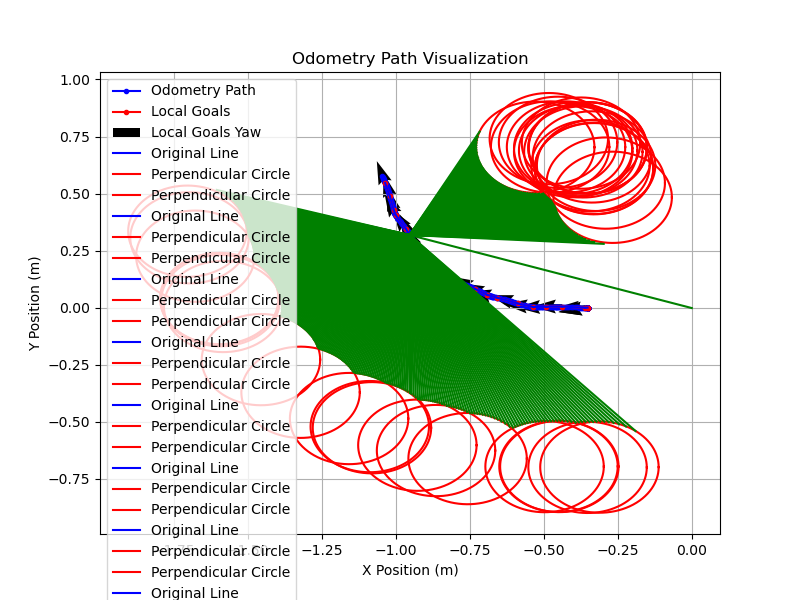 Odometry Path Visualization
Y Position (m)
1.00
0.75
0.50
0.25
0.00
−0.25
−0.50
−0.75
Odometry Path
Local Goals
Local Goals Yaw
Original Line
Perpendicular Circle
Perpendicular Circle
Original Line
Perpendicular Circle
Perpendicular Circle
Original Line
Perpendicular Circle
Perpendicular Circle
Original Line
Perpendicular Circle
Perpendicular Circle
Original Line
Perpendicular Circle
Perpendicular Circle
Original Line
Perpendicular Circle
Perpendicular Circle
Original Line
Perpendicular Circle
Perpendicular Circle
Original Line
−1.25
−1.00
−0.75
−0.50
−0.25
0.00
X Position (m)